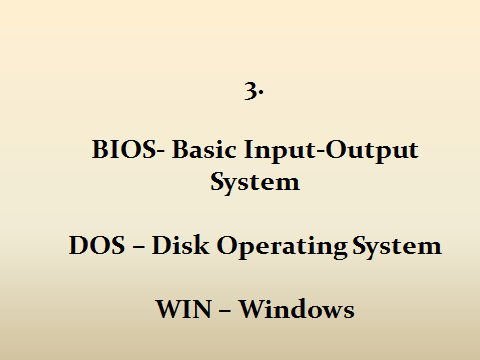 3.
BIOS- Basic Input-Output
System
DOS – Disk Operating System
WIN – Windows